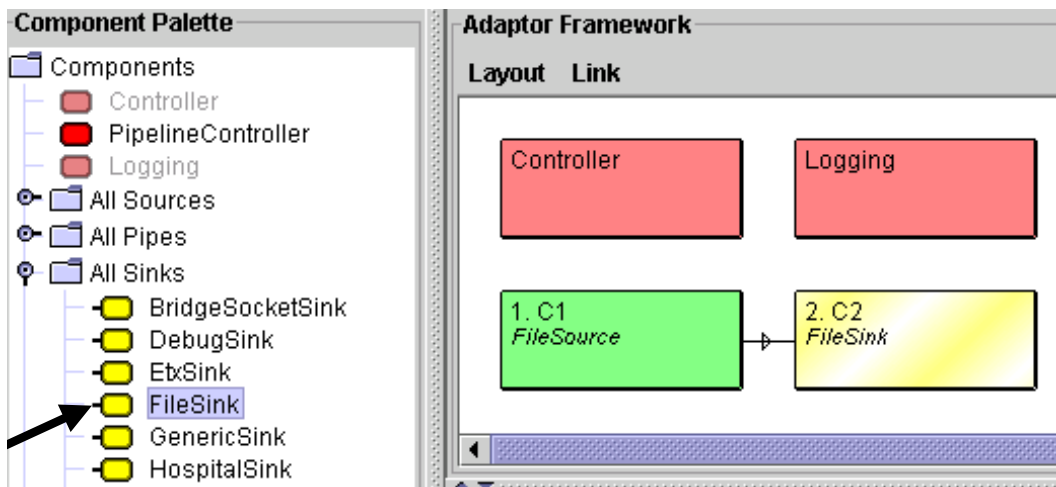 Component Palette
Components
Controller
PipelineController
Logging
All Sources
All Pipes
All Sinks
BridgeSocketSink
DebugSink
EtxSink
FileSink
GenericSink
HospitalSink
Adaptor Framework
Layout Link
Controller
Logging
1. C1
FileSource
2. C2
FileSink